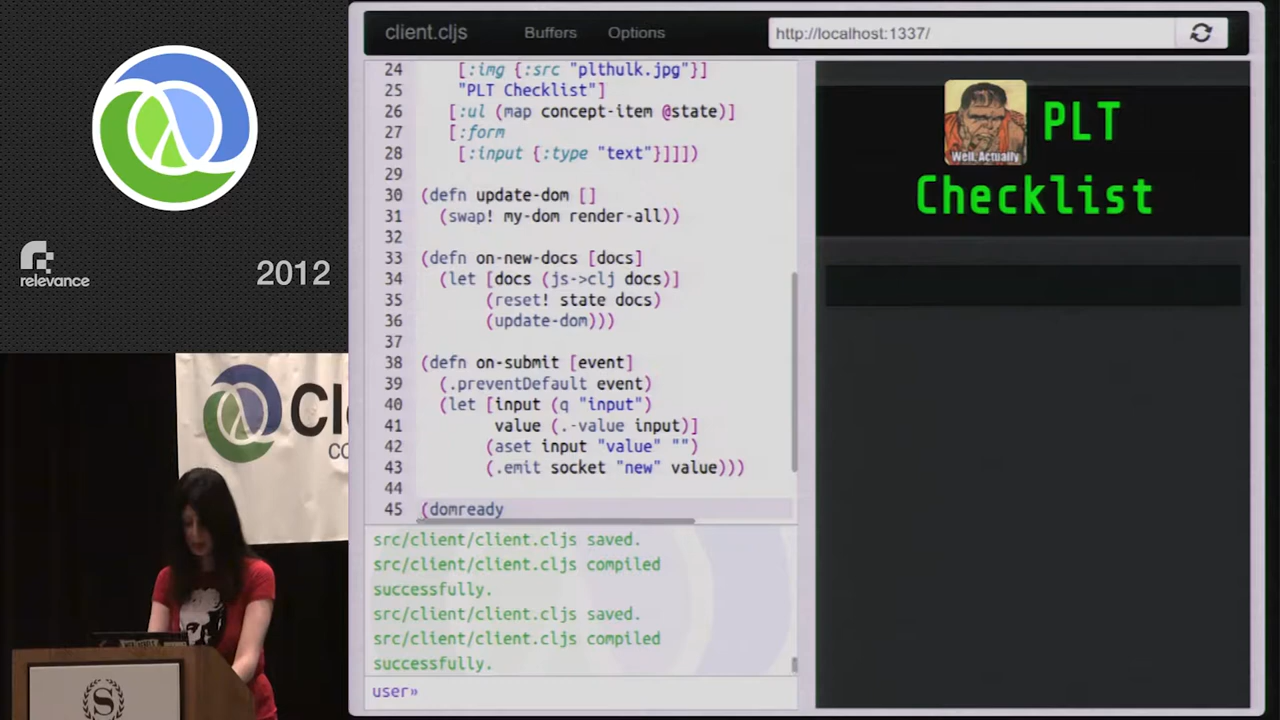 relevance
2012
Clo
CO
S
client.cljs Buffers Options
http://localhost:1337/
24 [:img {:src "plthulk.jpg"}]
25 "PLT Checklist"]
26 [:ul (map concept-item @state)]
27 [:form
28 [:input {:type "text"}]]])
29
30 (defn update-dom []
31 (swap! my-dom render-all))
32
33 (defn on-new-docs [docs]
34 (let [docs (js->clj docs)]
35 (reset! state docs)
36 (update-dom)))
37
38 (defn on-submit [event]
39 (.preventDefault event)
40 (let [input (q "input")
41 value (.-value input)]
42 (aset input "value" "")
43 (.emit socket "new" value)))
44
45 (domready
src/client/client.cljs saved.
src/client/client.cljs compiled
successfully.
src/client/client.cljs saved.
src/client/client.cljs compiled
successfully.
user»
Well, Actually
PLT
Checklist